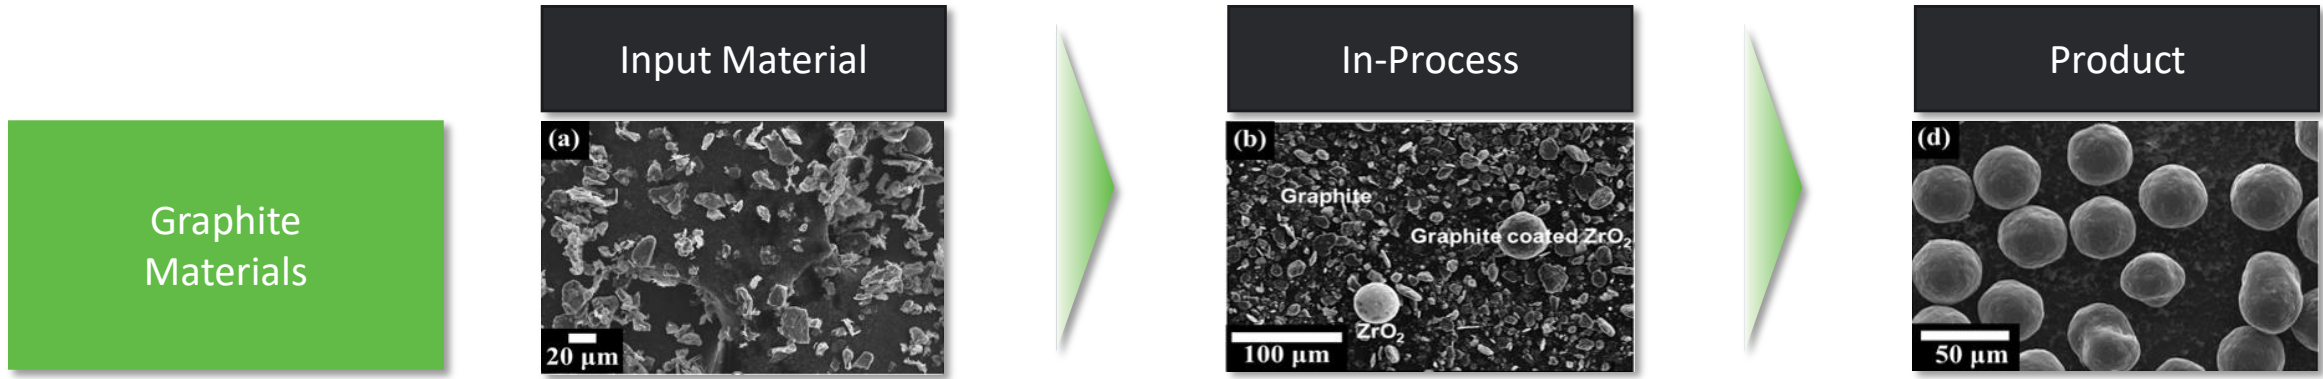 Input Material
In-Process
Product
Graphite
Materials
(a)
20 µm
(b)
Graphite
Graphite coated ZrO₂
ZrO₂
100 µm
(d)
50 µm